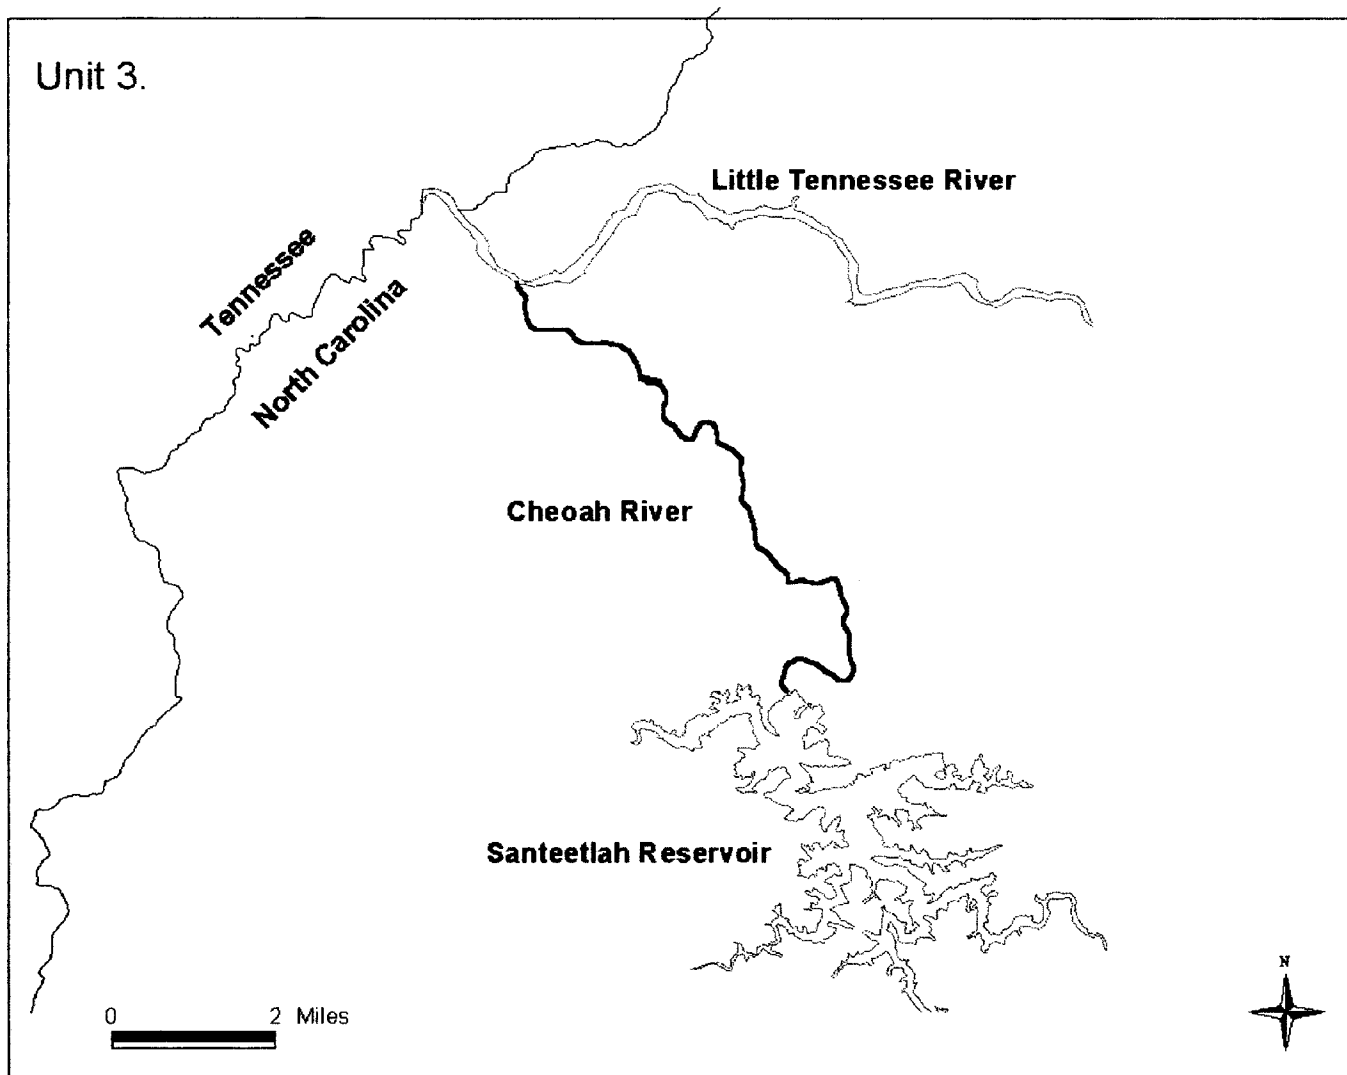 Unit 3.
Little Tennessee River
Tennessee
North Carolina
Cheoah River
Santeetlah Reservoir
N
0 2 Miles